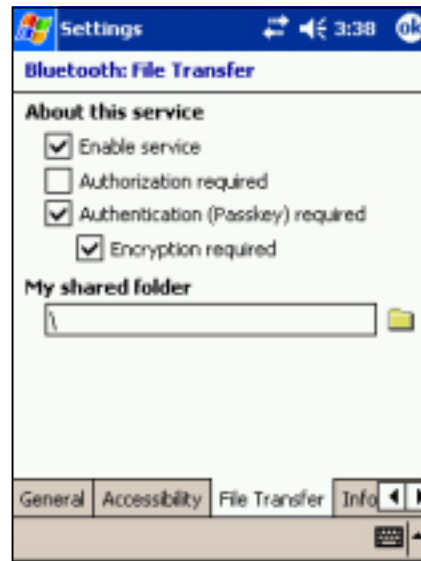 Settings 3:38 ok
Bluetooth: File Transfer
About this service
Enable service
Authorization required
Authentication (Passkey) required
Encryption required
My shared folder
\
General Accessibility File Transfer Info